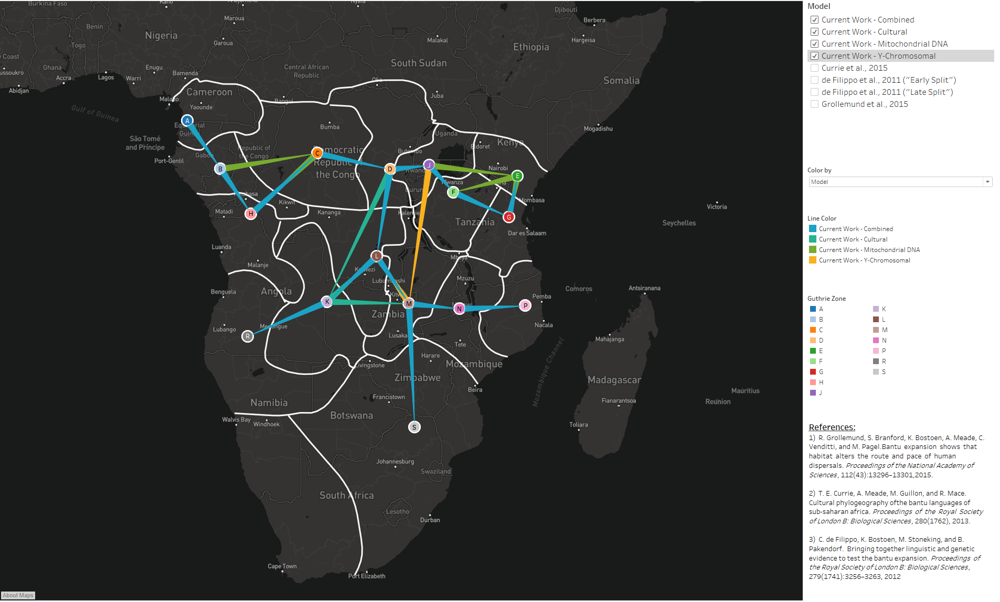 Burkina Faso
Kano
N'Djamena
Nyala
Djibouti
Maroua
Berbera
Benin
Nigeria
Garoua
Malakal
Hargeisa
Togo
Ethiopia
Coast
Ghana
Enugu
South Sudan
Central African
Republic
Accra
Lagos
Warri
Bamenda
Somalia
Abidjan
Obo
Cameroon
Juba
Malabo
Bangui
Yaounde
Gulf of Guinea
A
Bumba
Mogadishu
Uganda
São Tomé
and Príncipe
Eldoret
Kenya
Republic of
the Congo
Gabon
Port-Gentil
C
Democratic
Republic of
the Congo
Butembo
B
D
J
Nairobi
Rwanda
E
Mwanza
F
Kikwit
Mombasa
Victoria
Matadi
H
Kananga
Kalemie
G
Tanzania
Seychelles
Dar es Salaam
Luanda
L
Mbeya
Malanje
Mzuzu
Lubumbashi
Benguela
Angola
Comoros
Antsiranana
K
M
N
P
Pemba
Zambia
Nacala
Lubango
Menongue
R
Lusaka
Mahajanga
Tete
Harare
Livingstone
Mozambique
Mozambique Channel
Zimbabwe
Madagascar
Beira
Mauritius
Francistown
Reunion
Namibia
Fianarantsoa
Botswana
Walvis Bay
Windhoek
S
Toliara
Johannesburg
Swaziland
South Africa
Lesotho
Durban
Cape Town
Port Elizabeth
About Maps
Model
Current Work - Combined
Current Work - Cultural
Current Work - Mitochondrial DNA
Current Work - Y-Chromosomal
Currie et al., 2015
de Filippo et al., 2011 ("Early Split")
de Filippo et al., 2011 ("Late Split")
Grollemund et al., 2015
Color by
Model
Line Color
Current Work - Combined
Current Work - Cultural
Current Work - Mitochondrial DNA
Current Work - Y-Chromosomal
Guthrie Zone
A
B
C
D
E
F
G
H
J
K
L
M
N
P
R
S
References:
1) R. Grollemund, S. Branford, K. Bostoen, A. Meade, C.
Venditti, and M. Pagel.Bantu expansion shows that
habitat alters the route and pace of human
dispersals. Proceedings of the National Academy of
Sciences, 112(43):13296–13301,2015.
2) T. E. Currie, A. Meade, M. Guillon, and R. Mace.
Cultural phylogeography ofthe bantu languages of
sub-saharan africa. Proceedings of the Royal Society
of London B: Biological Sciences, 280(1762), 2013.
3) C. de Filippo, K. Bostoen, M. Stoneking, and B.
Pakendorf. Bringing together linguistic and genetic
evidence to test the bantu expansion. Proceedings of
the Royal Society of London B: Biological Sciences,
279(1741):3256–3263, 2012